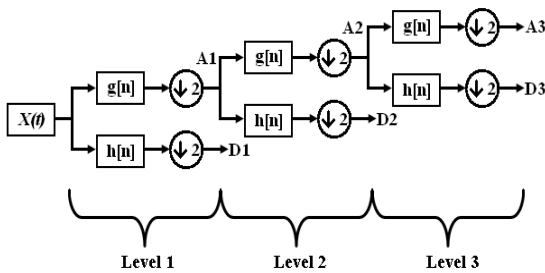 A2 g[n] ↓2 A3
A1 g[n] ↓2
g[n] ↓2 h[n] ↓2 D3
X(t) h[n] ↓2 D2
h[n] ↓2 D1
Level 1 Level 2 Level 3